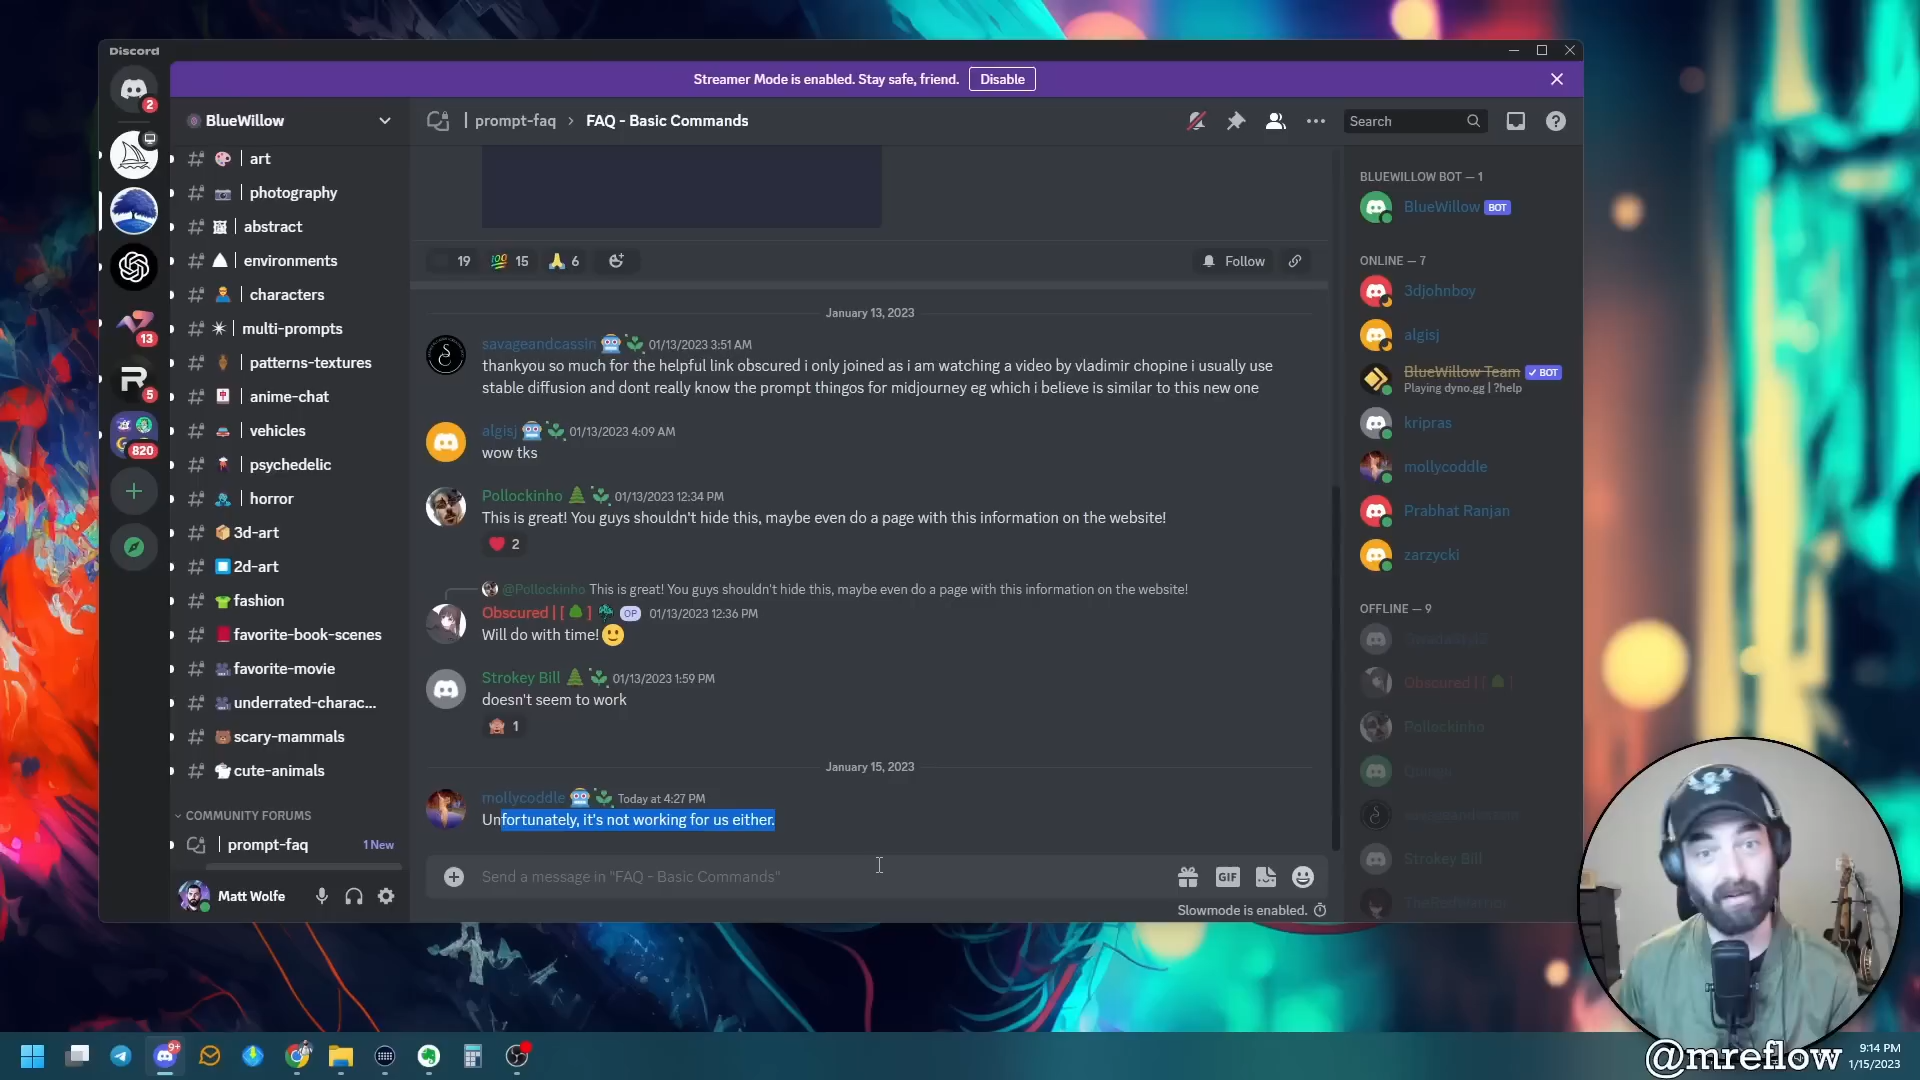 Discord
Streamer Mode is enabled. Stay safe, friend. Disable
2
13
5
820
BlueWillow
art
photography
abstract
environments
characters
multi-prompts
patterns-textures
anime-chat
vehicles
psychedelic
horror
3d-art
2d-art
fashion
favorite-book-scenes
favorite-movie
underrated-charac...
scary-mammals
cute-animals
COMMUNITY FORUMS
prompt-faq 1 New
Matt Wolfe
prompt-faq › FAQ - Basic Commands
Search
19 100 15 6
Follow
January 13, 2023
savageandcassin 01/13/2023 3:51 AM
thankyou so much for the helpful link obscured i only joined as i am watching a video by vladimir chopine i usually use
stable diffusion and dont really know the prompt thingos for midjourney eg which i believe is similar to this new one
algisj 01/13/2023 4:09 AM
wow tks
Pollockinho 01/13/2023 12:34 PM
This is great! You guys shouldn't hide this, maybe even do a page with this information on the website!
2
@Pollockinho This is great! You guys shouldn't hide this, maybe even do a page with this information on the website!
Obscured | [ ] OP 01/13/2023 12:36 PM
Will do with time!
Strokey Bill 01/13/2023 1:59 PM
doesn't seem to work
1
January 15, 2023
mollycoddle Today at 4:27 PM
Unfortunately, it's not working for us either.
Send a message in "FAQ - Basic Commands"
GIF
Slowmode is enabled.
BLUEWILLOW BOT — 1
BlueWillow BOT
ONLINE — 7
3djohnboy
algisj
BlueWillow Team ✓ BOT
Playing dyno.gg | ?help
kripras
mollycoddle
Prabhat Ranjan
zarzycki
OFFLINE — 9
Obscured | [ ]
Pollockinho
savageandcassin
Strokey Bill
9+
@mreflow
9:14 PM
1/15/2023